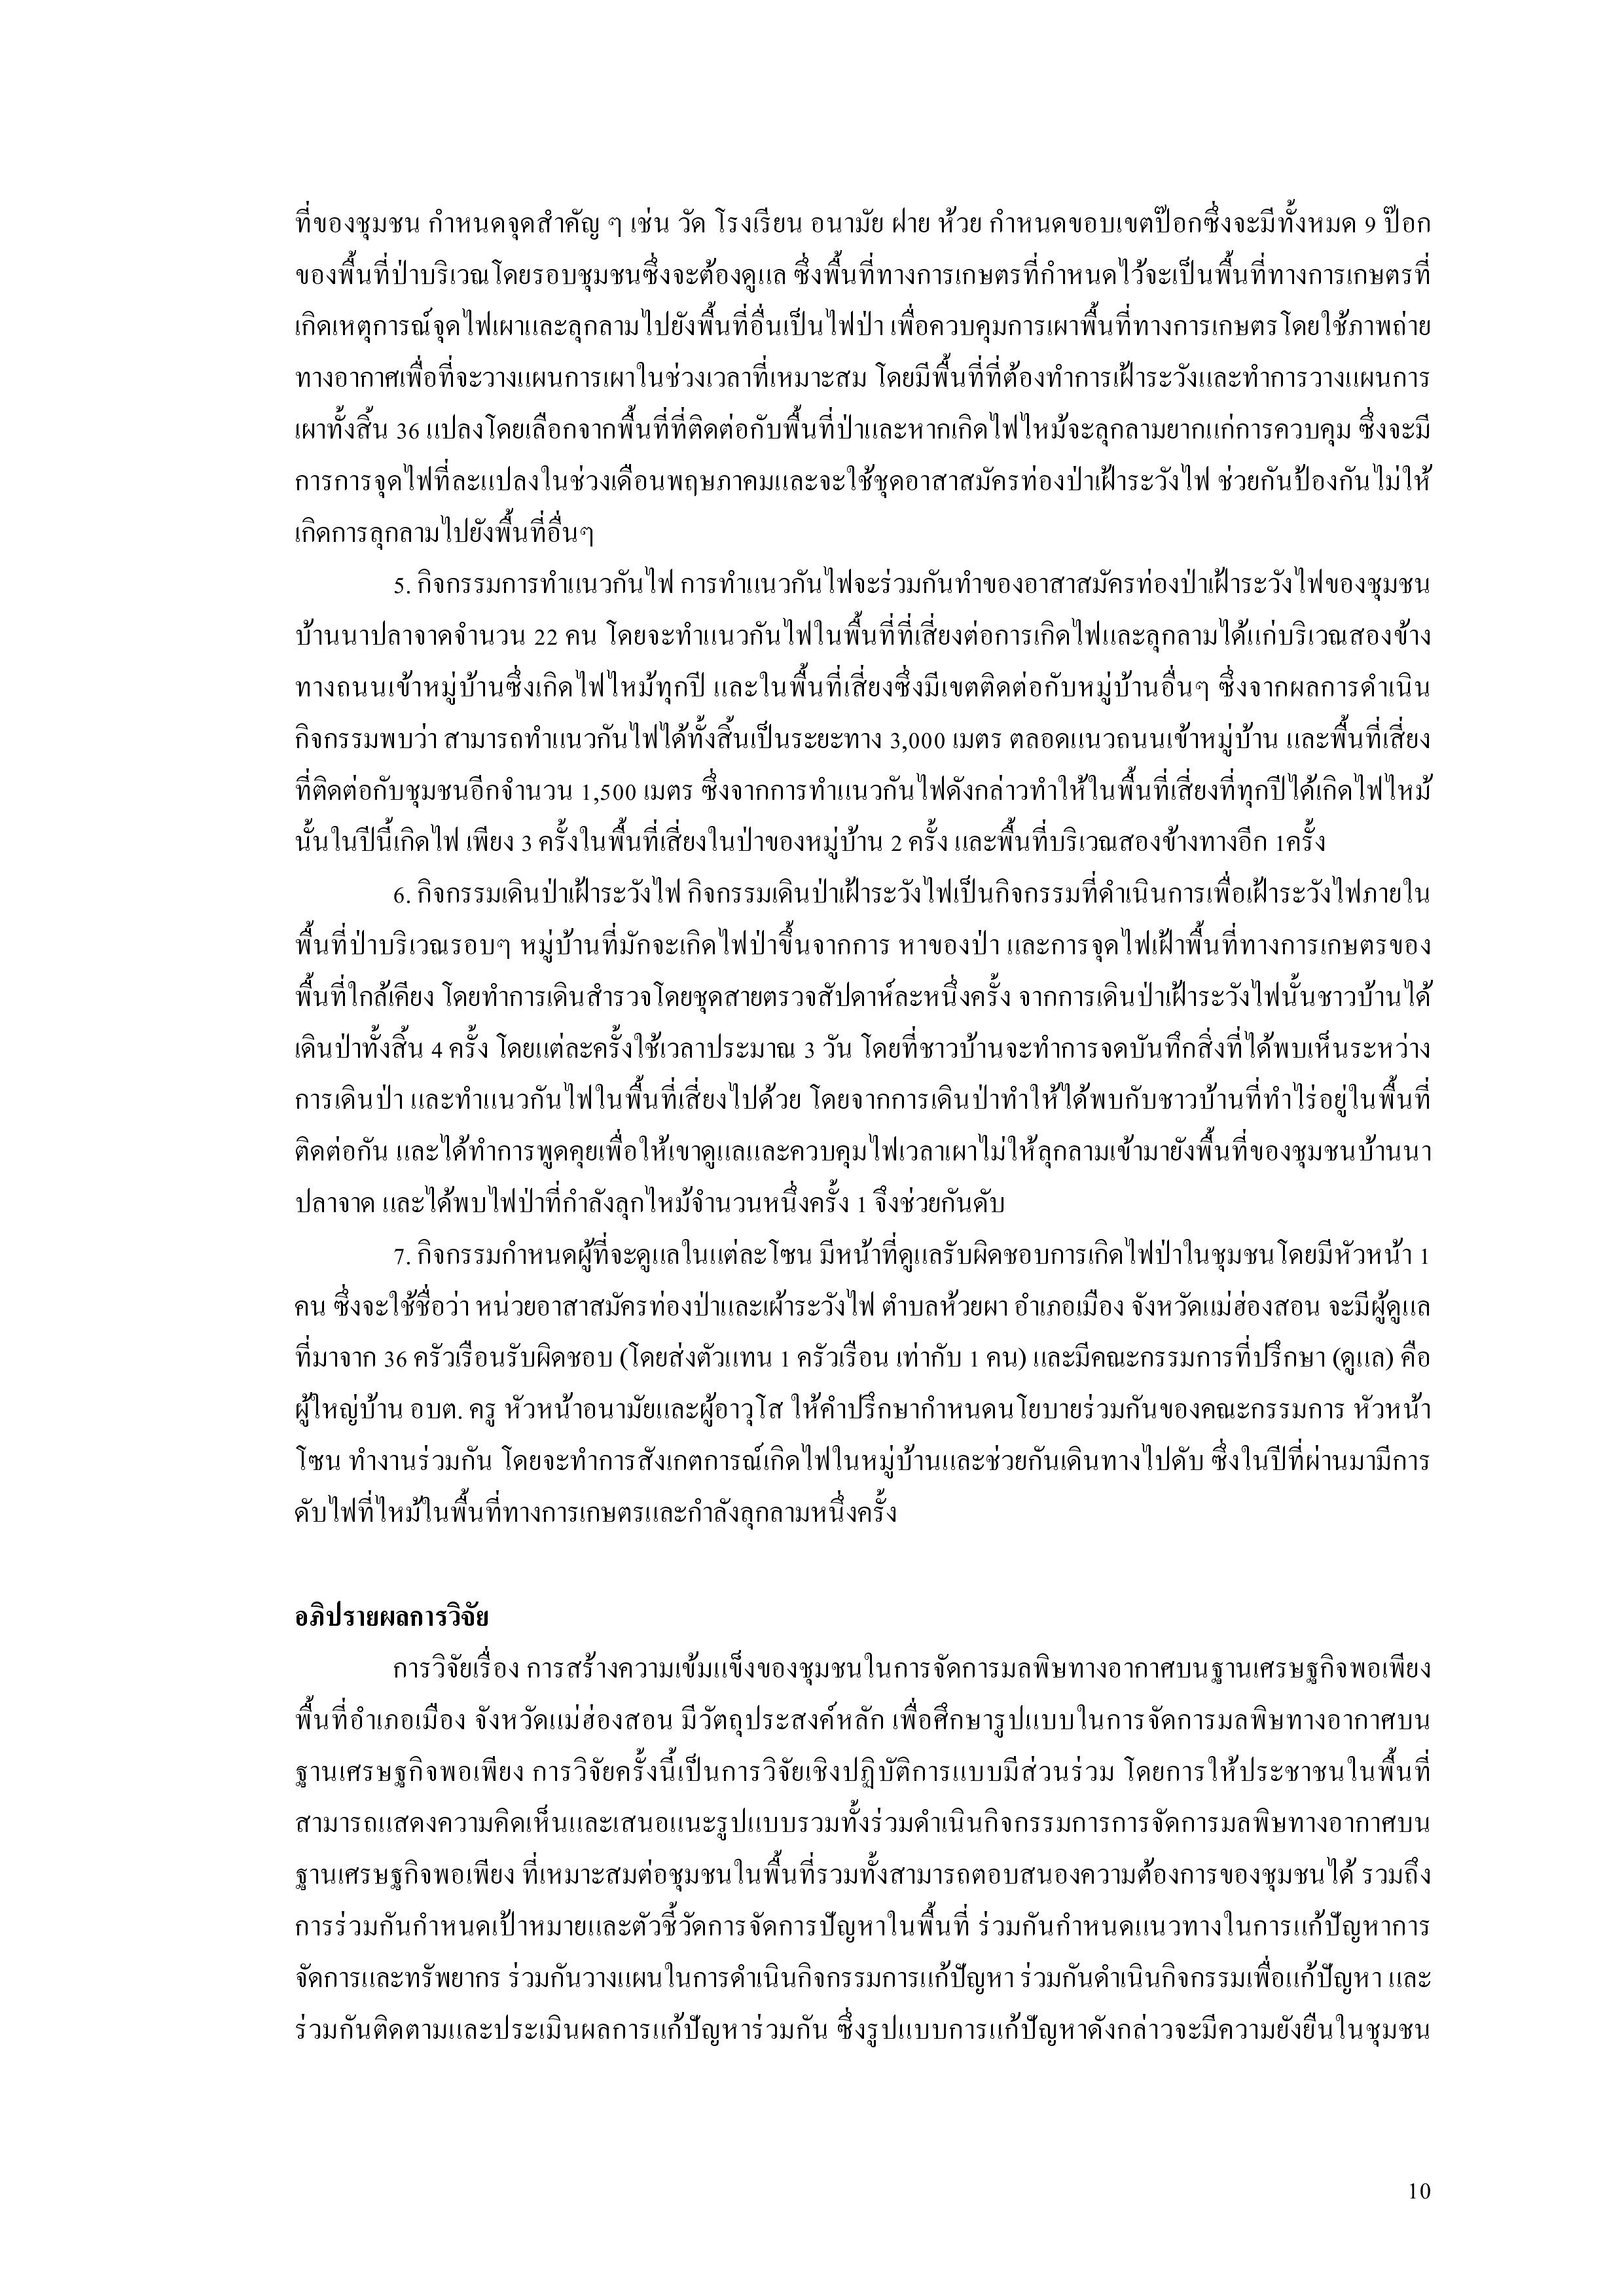 ที่ของชุมชน กำหนดจุดสำคัญ ๆ เช่น วัด โรงเรียน อนามัย ฝาย ห้วย กำหนดขอบเขตป๊อกซึ่งจะมีทั้งหมด 9 ป๊อก
ของพื้นที่ป่าบริเวณโดยรอบชุมชนซึ่งจะต้องดูแล ซึ่งพื้นที่ทางการเกษตรที่กำหนดไว้จะเป็นพื้นที่ทางการเกษตรที่
เกิดเหตุการณ์จุดไฟเผาและลุกลามไปยังพื้นที่อื่นเป็นไฟป่า เพื่อควบคุมการเผาพื้นที่ทางการเกษตรโดยใช้ภาพถ่าย
ทางอากาศเพื่อที่จะวางแผนการเผาในช่วงเวลาที่เหมาะสม โดยมีพื้นที่ที่ต้องทำการเฝ้าระวังและทำการวางแผนการ
เผาทั้งสิ้น 36 แปลงโดยเลือกจากพื้นที่ที่ติดต่อกับพื้นที่ป่าและหากเกิดไฟไหม้จะลุกลามยากแก่การควบคุม ซึ่งจะมี
การการจุดไฟที่ละแปลงในช่วงเดือนพฤษภาคมและจะใช้ชุดอาสาสมัครท่องป่าเฝ้าระวังไฟ ช่วยกันป้องกันไม่ให้
เกิดการลุกลามไปยังพื้นที่อื่นๆ
5. กิจกรรมการทำแนวกันไฟ การทำแนวกันไฟจะร่วมกันทำของอาสาสมัครท่องป่าเฝ้าระวังไฟของชุมชน
บ้านนาปลาจาดจำนวน 22 คน โดยจะทำแนวกันไฟในพื้นที่ที่เสี่ยงต่อการเกิดไฟและลุกลามได้แก่บริเวณสองข้าง
ทางถนนเข้าหมู่บ้านซึ่งเกิดไฟไหม้ทุกปี และในพื้นที่เสี่ยงซึ่งมีเขตติดต่อกับหมู่บ้านอื่นๆ ซึ่งจากผลการดำเนิน
กิจกรรมพบว่า สามารถทำแนวกันไฟได้ทั้งสิ้นเป็นระยะทาง 3,000 เมตร ตลอดแนวถนนเข้าหมู่บ้าน และพื้นที่เสี่ยง
ที่ติดต่อกับชุมชนอีกจำนวน 1,500 เมตร ซึ่งจากการทำแนวกันไฟดังกล่าวทำให้ในพื้นที่เสี่ยงที่ทุกปีได้เกิดไฟไหม้
นั้นในปีนี้เกิดไฟ เพียง 3 ครั้งในพื้นที่เสี่ยงในป่าของหมู่บ้าน 2 ครั้ง และพื้นที่บริเวณสองข้างทางอีก 1ครั้ง
6. กิจกรรมเดินป่าเฝ้าระวังไฟ กิจกรรมเดินป่าเฝ้าระวังไฟเป็นกิจกรรมที่ดำเนินการเพื่อเฝ้าระวังไฟภายใน
พื้นที่ป่าบริเวณรอบๆ หมู่บ้านที่มักจะเกิดไฟป่าขึ้นจากการ หาของป่า และการจุดไฟเฝ้าพื้นที่ทางการเกษตรของ
พื้นที่ใกล้เคียง โดยทำการเดินสำรวจโดยชุดสายตรวจสัปดาห์ละหนึ่งครั้ง จากการเดินป่าเฝ้าระวังไฟนั้นชาวบ้านได้
เดินป่าทั้งสิ้น 4 ครั้ง โดยแต่ละครั้งใช้เวลาประมาณ 3 วัน โดยที่ชาวบ้านจะทำการจดบันทึกสิ่งที่ได้พบเห็นระหว่าง
การเดินป่า และทำแนวกันไฟในพื้นที่เสี่ยงไปด้วย โดยจากการเดินป่าทำให้ได้พบกับชาวบ้านที่ทำไร่อยู่ในพื้นที่
ติดต่อกัน และได้ทำการพูดคุยเพื่อให้เขาดูแลและควบคุมไฟเวลาเผาไม่ให้ลุกลามเข้ามายังพื้นที่ของชุมชนบ้านนา
ปลาจาด และได้พบไฟป่าที่กำลังลุกไหม้จำนวนหนึ่งครั้ง 1 จึงช่วยกันดับ
7. กิจกรรมกำหนดผู้ที่จะดูแลในแต่ละโซน มีหน้าที่ดูแลรับผิดชอบการเกิดไฟป่าในชุมชนโดยมีหัวหน้า 1
คน ซึ่งจะใช้ชื่อว่า หน่วยอาสาสมัครท่องป่าและเผ้าระวังไฟ ตำบลห้วยผา อำเภอเมือง จังหวัดแม่ฮ่องสอน จะมีผู้ดูแล
ที่มาจาก 36 ครัวเรือนรับผิดชอบ (โดยส่งตัวแทน 1 ครัวเรือน เท่ากับ 1 คน) และมีคณะกรรมการที่ปรึกษา (ดูแล) คือ
ผู้ใหญ่บ้าน อบต. ครู หัวหน้าอนามัยและผู้อาวุโส ให้คำปรึกษากำหนดนโยบายร่วมกันของคณะกรรมการ หัวหน้า
โซน ทำงานร่วมกัน โดยจะทำการสังเกตการณ์เกิดไฟในหมู่บ้านและช่วยกันเดินทางไปดับ ซึ่งในปีที่ผ่านมามีการ
ดับไฟที่ไหม้ในพื้นที่ทางการเกษตรและกำลังลุกลามหนึ่งครั้ง
อภิปรายผลการวิจัย
การวิจัยเรื่อง การสร้างความเข้มแข็งของชุมชนในการจัดการมลพิษทางอากาศบนฐานเศรษฐกิจพอเพียง
พื้นที่อำเภอเมือง จังหวัดแม่ฮ่องสอน มีวัตถุประสงค์หลัก เพื่อศึกษารูปแบบในการจัดการมลพิษทางอากาศบน
ฐานเศรษฐกิจพอเพียง การวิจัยครั้งนี้เป็นการวิจัยเชิงปฏิบัติการแบบมีส่วนร่วม โดยการให้ประชาชนในพื้นที่
สามารถแสดงความคิดเห็นและเสนอแนะรูปแบบรวมทั้งร่วมดำเนินกิจกรรมการการจัดการมลพิษทางอากาศบน
ฐานเศรษฐกิจพอเพียง ที่เหมาะสมต่อชุมชนในพื้นที่รวมทั้งสามารถตอบสนองความต้องการของชุมชนได้ รวมถึง
การร่วมกันกำหนดเป้าหมายและตัวชี้วัดการจัดการปัญหาในพื้นที่ ร่วมกันกำหนดแนวทางในการแก้ปัญหาการ
จัดการและทรัพยากร ร่วมกันวางแผนในการดำเนินกิจกรรมการแก้ปัญหา ร่วมกันดำเนินกิจกรรมเพื่อแก้ปัญหา และ
ร่วมกันติดตามและประเมินผลการแก้ปัญหาร่วมกัน ซึ่งรูปแบบการแก้ปัญหาดังกล่าวจะมีความยังยืนในชุมชน
10